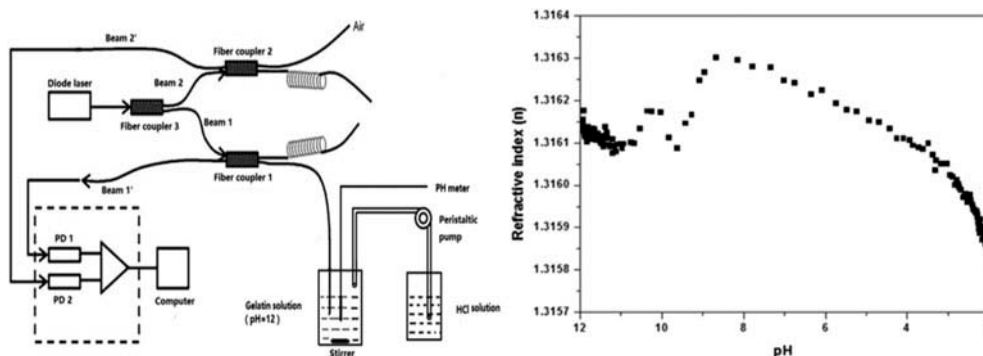 Beam 2'
Air
Fiber coupler 2
Diode laser
Beam 2
Fiber coupler 3
Beam 1
Fiber coupler 1
Beam 1'
PH meter
Peristaltic
pump
PD 1
PD 2
Computer
Gelatin solution
( pH=12 )
HCl solution
Stirrer
Refractive index (n)
1.3164
1.3163
1.3162
1.3161
1.3160
1.3159
1.3158
1.3157
12
10
8
6
4
pH